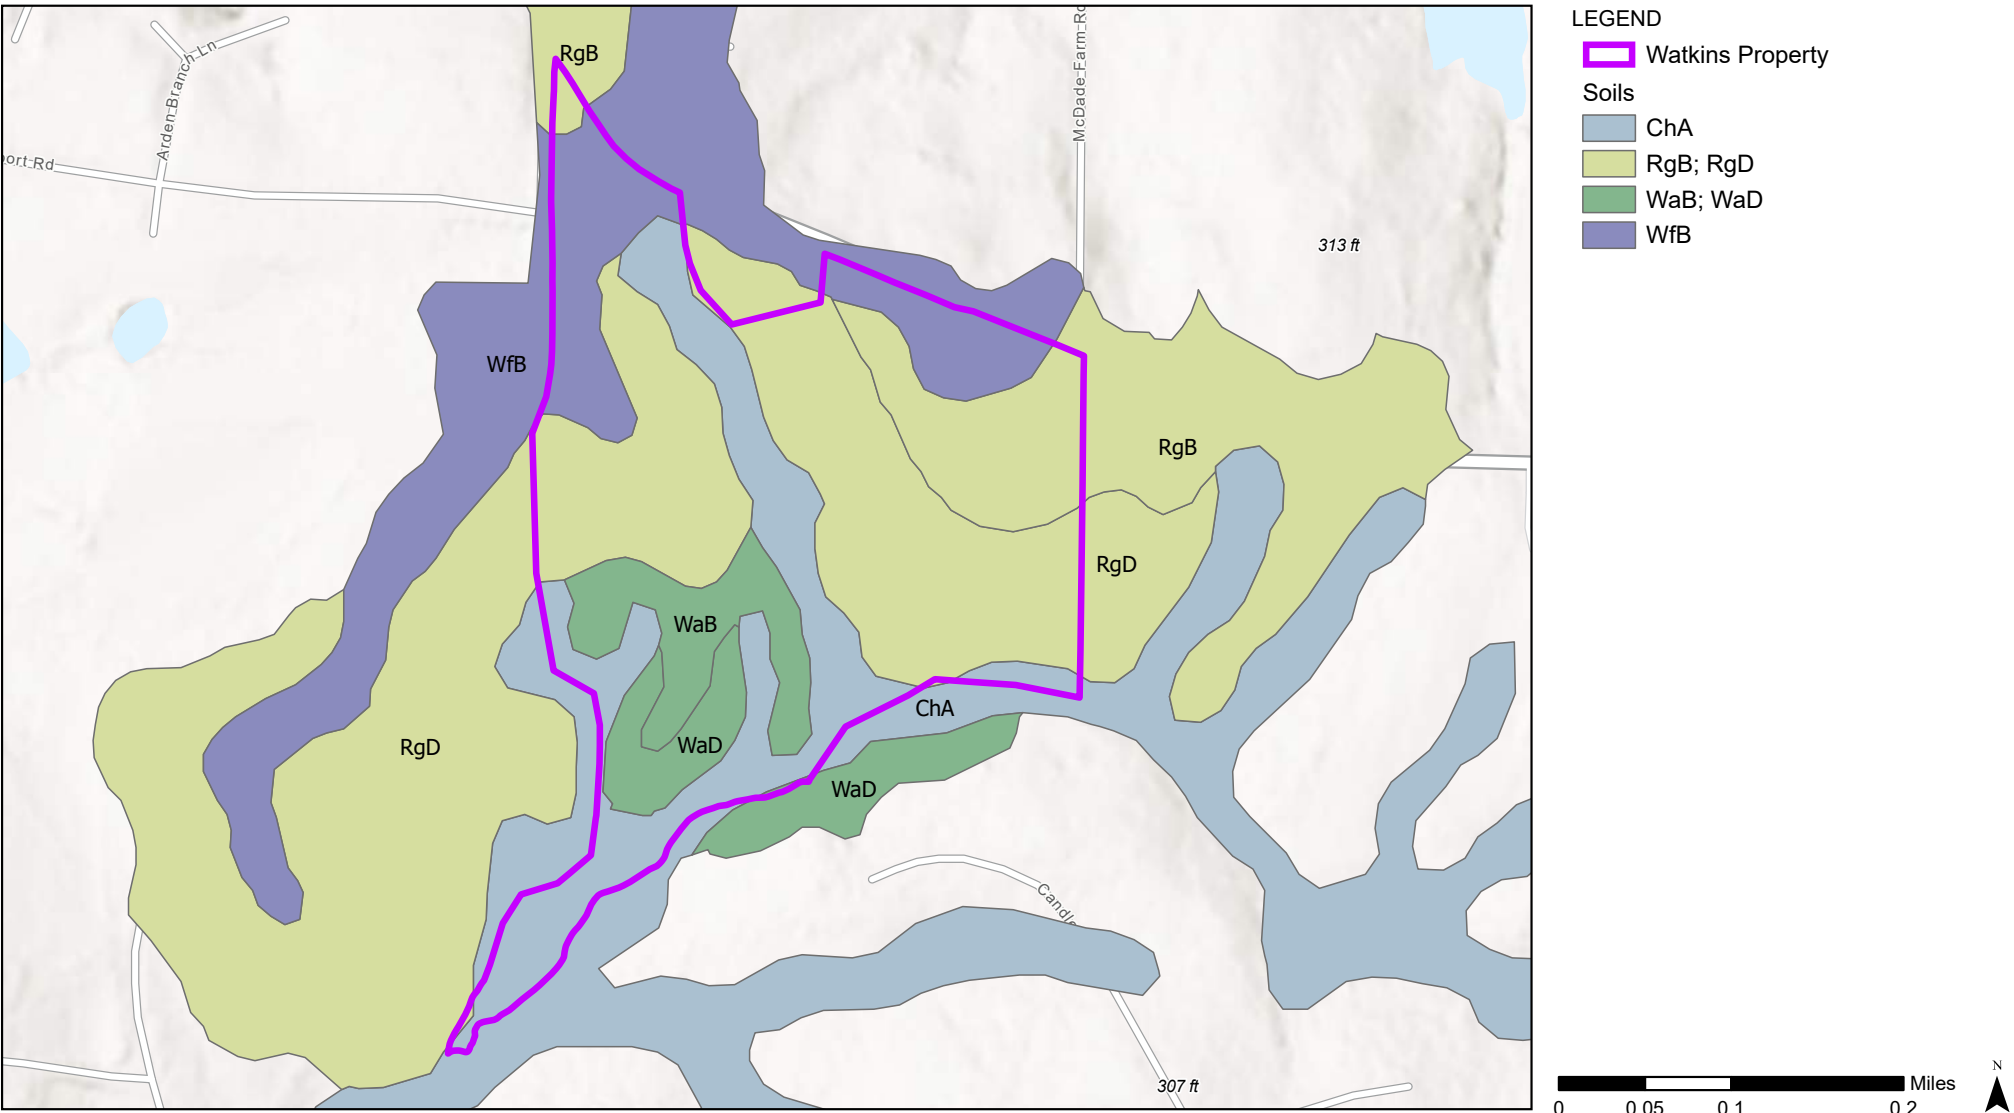 LEGEND
Watkins Property
Soils
ChA
RgB; RgD
WaB; WaD
WfB
RgB
Arden Branch Ln
McDade Farm Rd
ort Rd
313 ft
WfB
RgB
RgD
WaB
ChA
RgD
WaD
WaD
Candle
307 ft
N
Miles
0 0.05 0.1 0.2